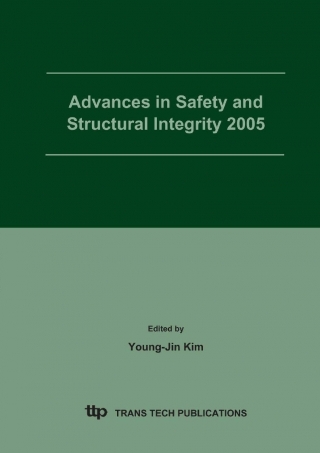 Advances in Safety and
Structural Integrity 2005
Edited by
Young-Jin Kim
ttp TRANS TECH PUBLICATIONS